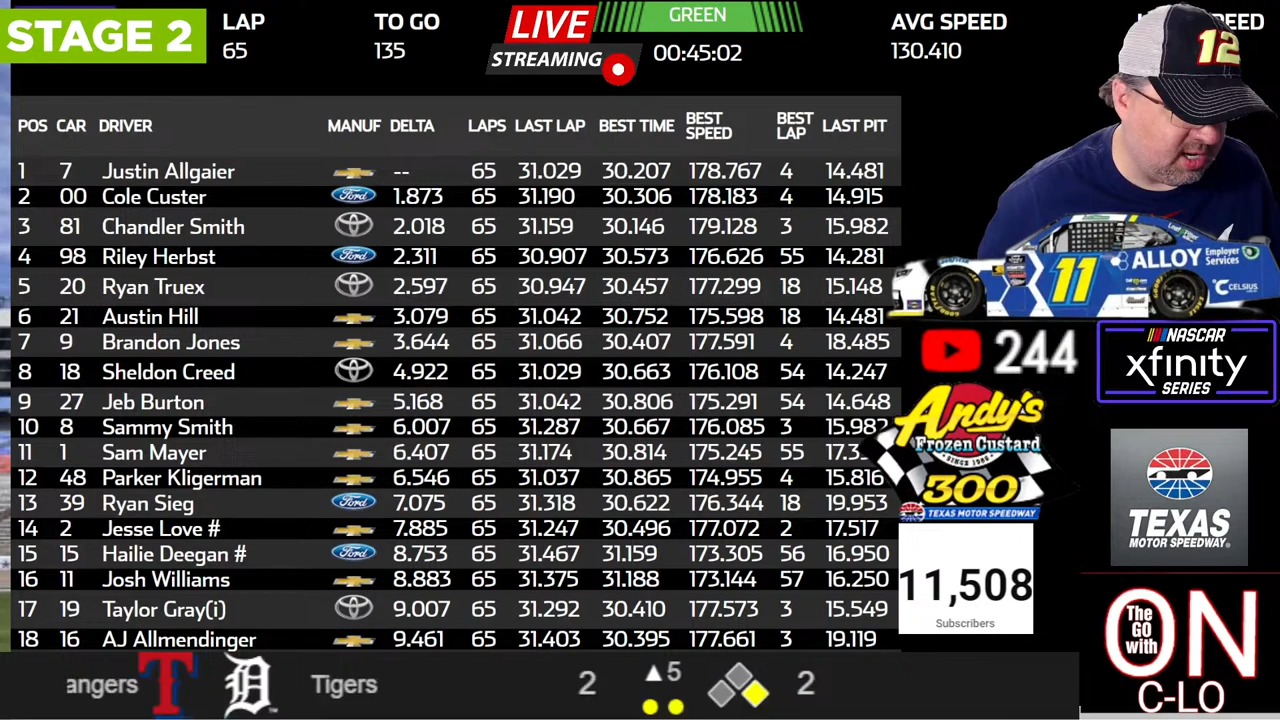 STAGE 2
LAP
65
TO GO
135
LIVE
STREAMING
GREEN
00:45:02
AVG SPEED
130.410
12
POS CAR DRIVER MANUF DELTA LAPS LAST LAP BEST TIME BEST SPEED BEST LAP LAST PIT
1 7 Justin Allgaier -- 65 31.029 30.207 178.767 4 14.481
2 00 Cole Custer Ford 1.873 65 31.190 30.306 178.183 4 14.915
3 81 Chandler Smith 2.018 65 31.159 30.146 179.128 3 15.982
4 98 Riley Herbst Ford 2.311 65 30.907 30.573 176.626 55 14.281
5 20 Ryan Truex 2.597 65 30.947 30.457 177.299 18 15.148
6 21 Austin Hill 3.079 65 31.042 30.752 175.598 18 14.481
7 9 Brandon Jones 3.644 65 31.066 30.407 177.591 4 18.485
8 18 Sheldon Creed 4.922 65 31.029 30.663 176.108 54 14.247
9 27 Jeb Burton 5.168 65 31.042 30.806 175.291 54 14.648
10 8 Sammy Smith 6.007 65 31.287 30.667 176.085 3 15.982
11 1 Sam Mayer 6.407 65 31.174 30.814 175.245 55
12 48 Parker Kligerman 6.546 65 31.037 30.865 174.955 4 15.816
13 39 Ryan Sieg Ford 7.075 65 31.318 30.622 176.344 18 19.953
14 2 Jesse Love # 7.885 65 31.247 30.496 177.072 2 17.517
15 15 Hailie Deegan # Ford 8.753 65 31.467 31.159 173.305 56 16.950
16 11 Josh Williams 8.883 65 31.375 31.188 173.144 57 16.250
17 19 Taylor Gray(i) 9.007 65 31.292 30.410 177.573 3 15.549
18 16 AJ Allmendinger 9.461 65 31.403 30.395 177.661 3 19.119
11
ALLOY Employer Services
CELSIUS
244
NASCAR
xfinity
SERIES
Andy's
Frozen Custard
SINCE 1986
300
TEXAS MOTOR SPEEDWAY
TEXAS
MOTOR SPEEDWAY
11,508
Subscribers
The GO with
ON
C-LO
angers T D Tigers 2 ▲5 2